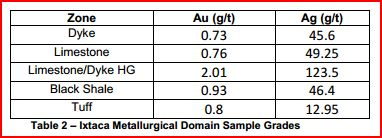 Zone Au (g/t) Ag (g/t)
Dyke 0.73 45.6
Limestone 0.76 49.25
Limestone/Dyke HG 2.01 123.5
Black Shale 0.93 46.4
Tuff 0.8 12.95
Table 2 – Ixtaca Metallurgical Domain Sample Grades